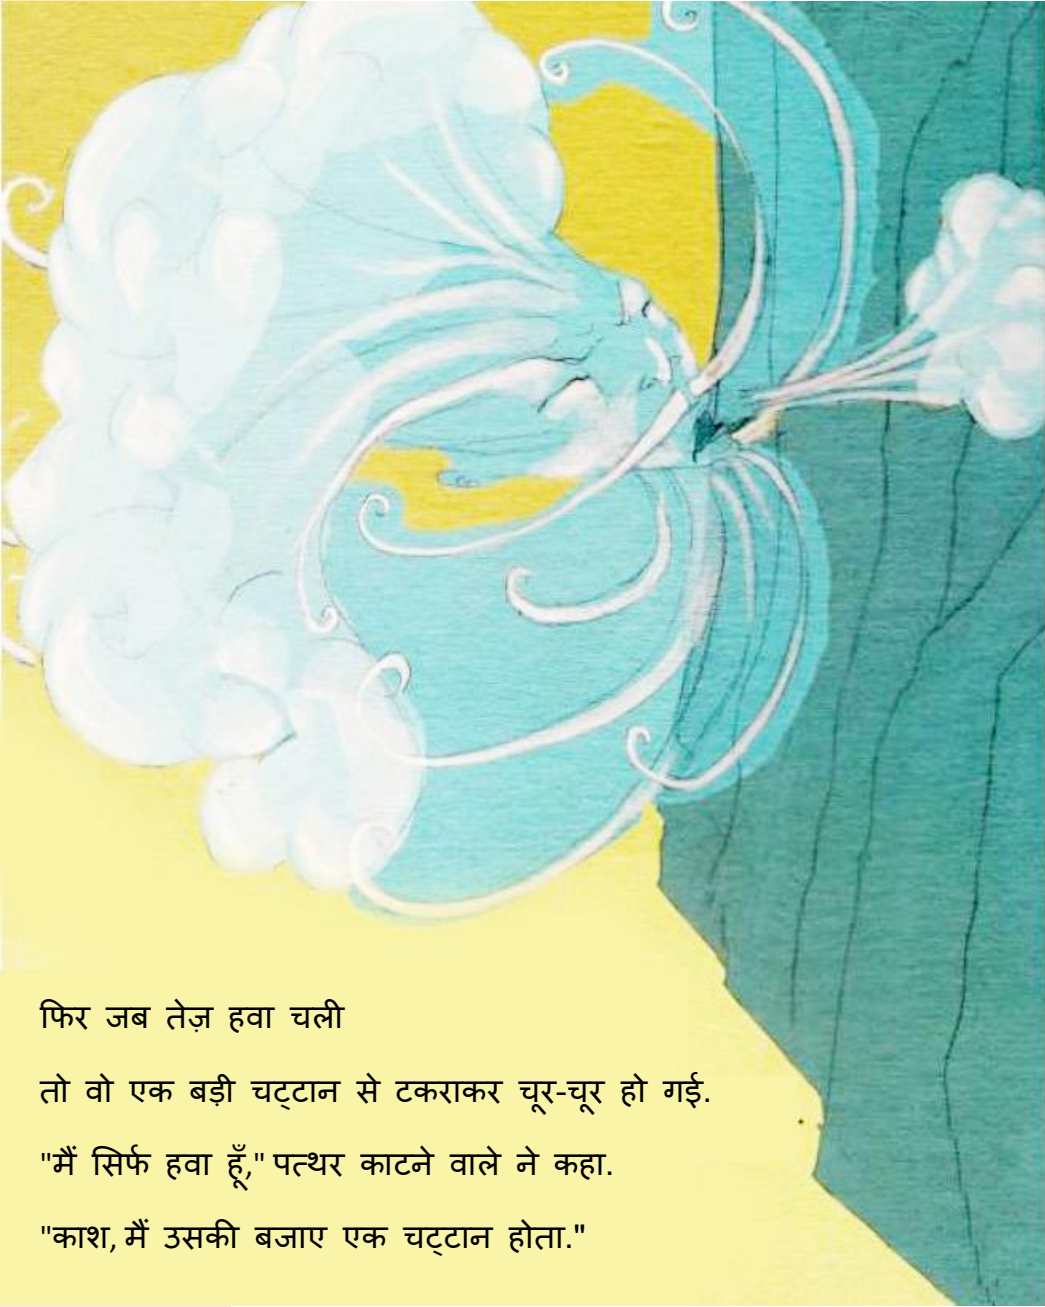 फिर जब तेज़ हवा चली
तो वो एक बड़ी चट्टान से टकराकर चूर-चूर हो गई.
"मैं सिर्फ हवा हूँ," पत्थर काटने वाले ने कहा.
"काश, मैं उसकी बजाए एक चट्टान होता."